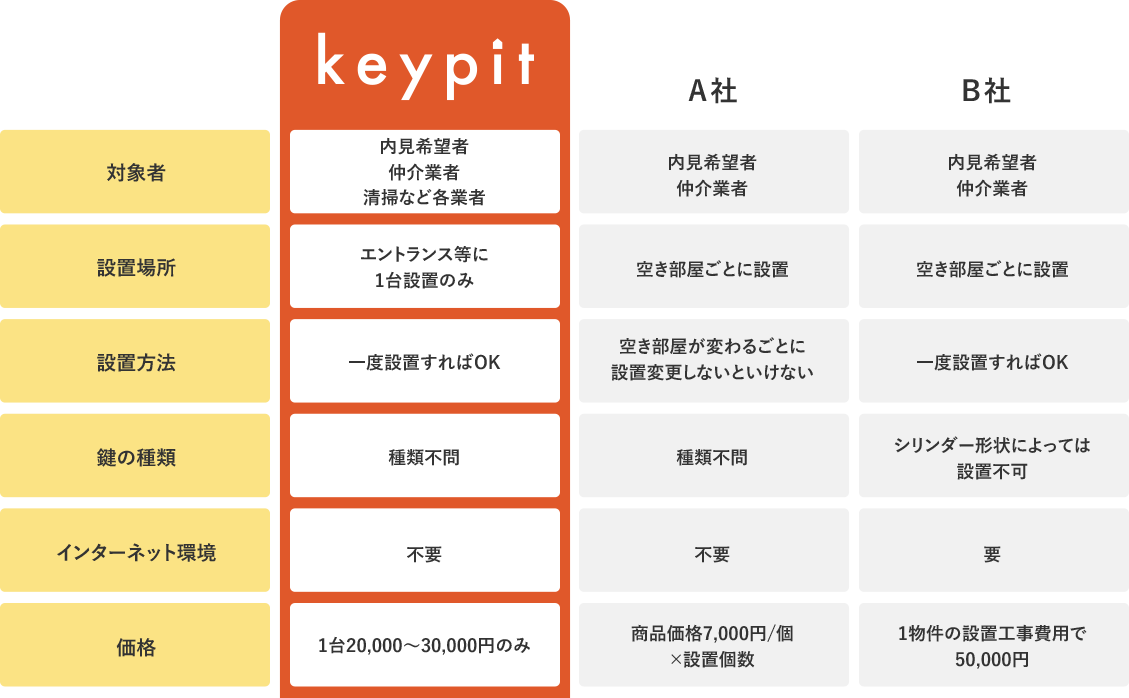 keypit
A社
B社
対象者
内見希望者
仲介業者
清掃など各業者
内見希望者
仲介業者
内見希望者
仲介業者
設置場所
エントランス等に
1台設置のみ
空き部屋ごとに設置
空き部屋ごとに設置
設置方法
一度設置すればOK
空き部屋が変わるごとに
設置変更しないといけない
一度設置すればOK
鍵の種類
種類不問
種類不問
シリンダー形状によっては
設置不可
インターネット環境
不要
不要
要
価格
1台20,000〜30,000円のみ
商品価格7,000円/個
×設置個数
1物件の設置工事費用で
50,000円